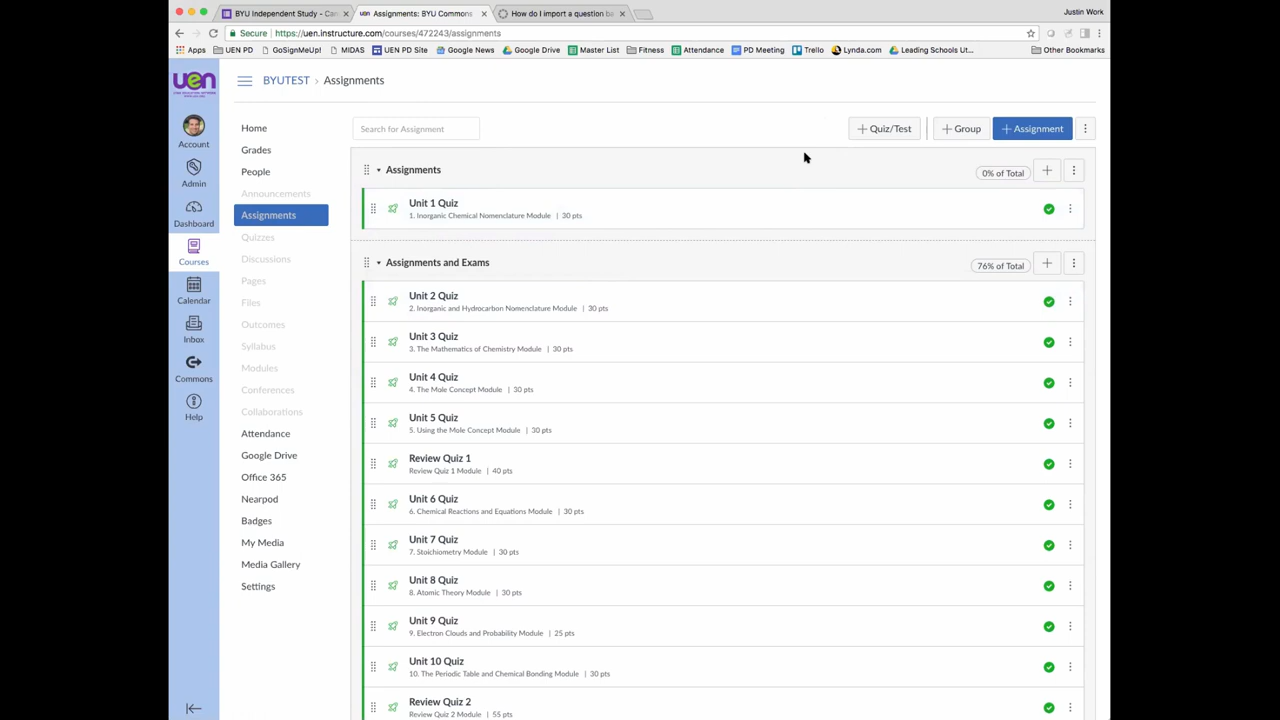 BYU Independent Study - Can
Assignments: BYU Commons
How do I import a question ba
Justin Work
Secure
https://uen.instructure.com/courses/472243/assignments
Apps
UEN PD
GoSignMeUp!
MIDAS
UEN PD Site
Google News
Google Drive
Master List
Fitness
Attendance
PD Meeting
Trello
Lynda.com
Leading Schools Ut...
Other Bookmarks
uen
BYUTEST › Assignments
Account
Admin
Dashboard
Courses
Calendar
Inbox
Commons
Help
Home
Grades
People
Announcements
Assignments
Quizzes
Discussions
Pages
Files
Outcomes
Syllabus
Modules
Conferences
Collaborations
Attendance
Google Drive
Office 365
Nearpod
Badges
My Media
Media Gallery
Settings
Search for Assignment
+ Quiz/Test
+ Group
+ Assignment
Assignments
0% of Total
Unit 1 Quiz
1. Inorganic Chemical Nomenclature Module | 30 pts
Assignments and Exams
76% of Total
Unit 2 Quiz
2. Inorganic and Hydrocarbon Nomenclature Module | 30 pts
Unit 3 Quiz
3. The Mathematics of Chemistry Module | 30 pts
Unit 4 Quiz
4. The Mole Concept Module | 30 pts
Unit 5 Quiz
5. Using the Mole Concept Module | 30 pts
Review Quiz 1
Review Quiz 1 Module | 40 pts
Unit 6 Quiz
6. Chemical Reactions and Equations Module | 30 pts
Unit 7 Quiz
7. Stoichiometry Module | 30 pts
Unit 8 Quiz
8. Atomic Theory Module | 30 pts
Unit 9 Quiz
9. Electron Clouds and Probability Module | 25 pts
Unit 10 Quiz
10. The Periodic Table and Chemical Bonding Module | 30 pts
Review Quiz 2
Review Quiz 2 Module | 55 pts